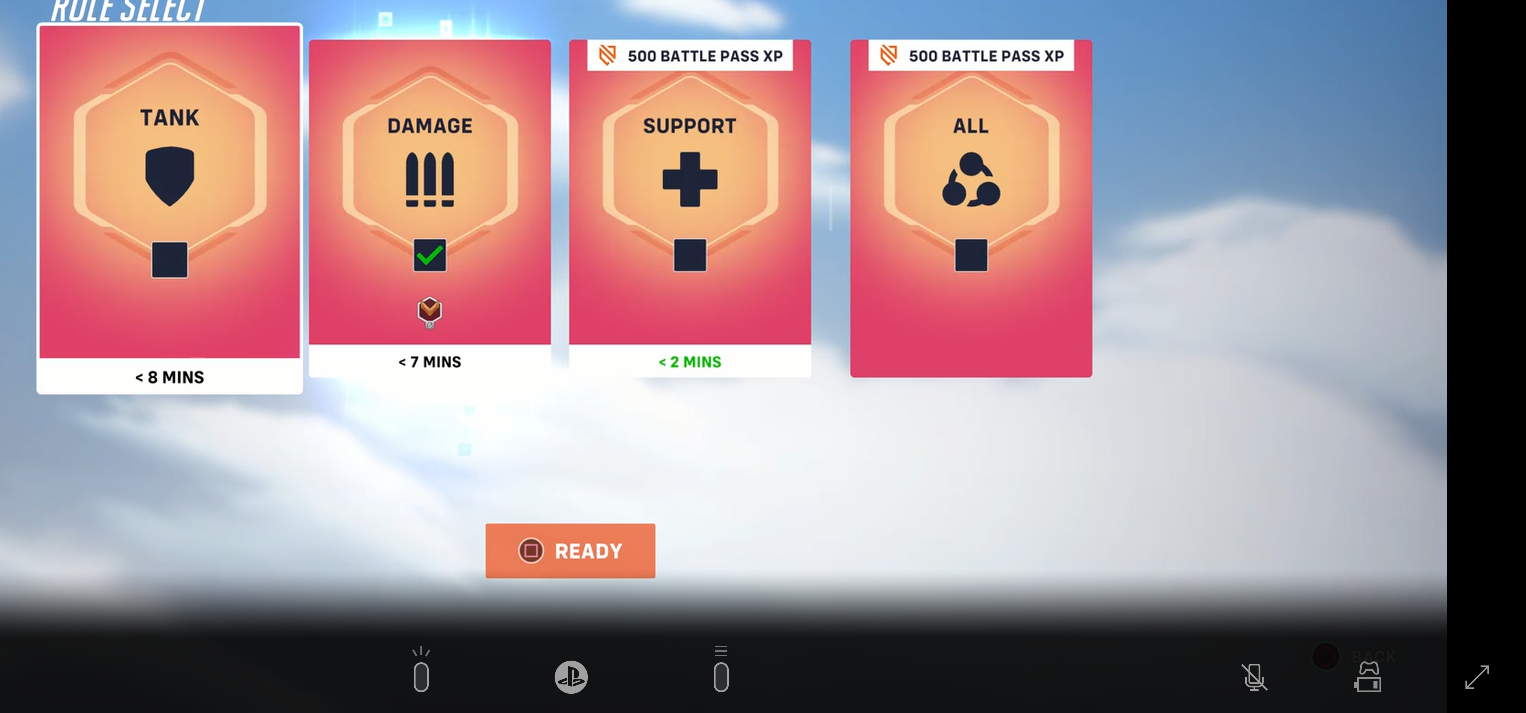 ROLE SELECT
TANK
< 8 MINS
DAMAGE
< 7 MINS
500 BATTLE PASS XP
SUPPORT
< 2 MINS
500 BATTLE PASS XP
ALL
READY
BACK